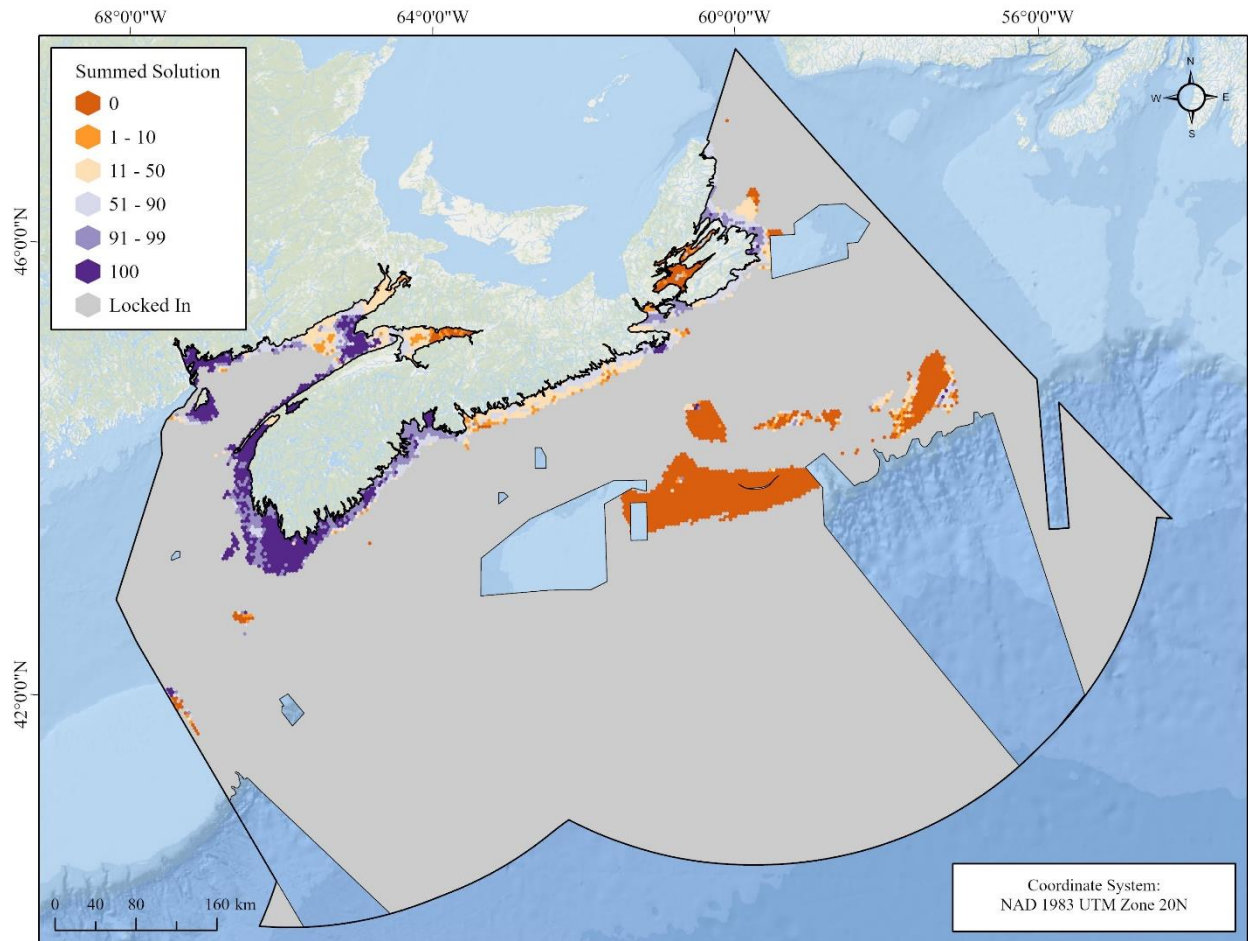 68°0'0"W 64°0'0"W 60°0'0"W 56°0'0"W
Summed Solution
0
1 - 10
11 - 50
51 - 90
91 - 99
100
Locked In
N
W E
S
46°0'0"N
42°0'0"N
0 40 80 160 km
Coordinate System:
NAD 1983 UTM Zone 20N